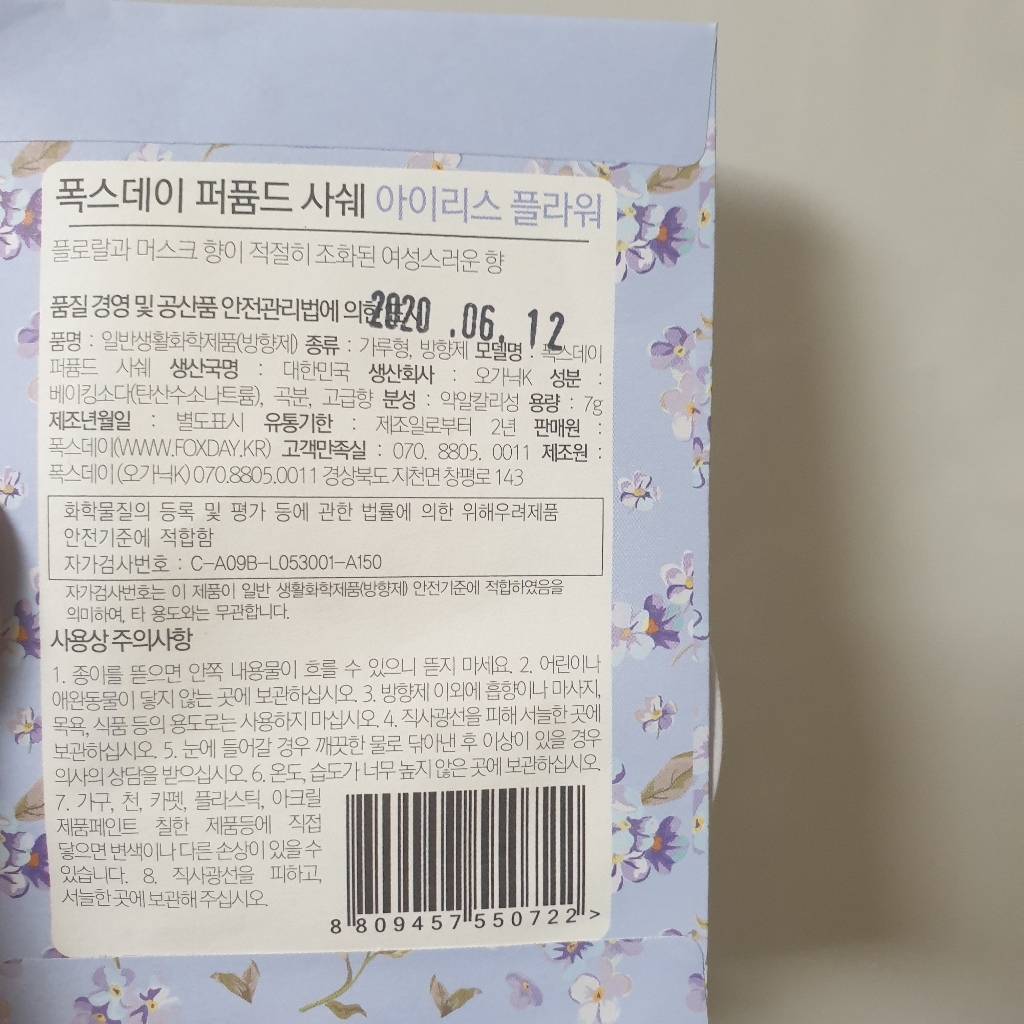 폭스데이 퍼퓸드 사쉐 아이리스 플라워
플로랄과 머스크 향이 적절히 조화된 여성스러운 향
품질 경영 및 공산품 안전관리법에 의한
2020.06.12
품명 : 일반생활화학제품(방향제) 종류 : 가루형, 방향제 모델명 : 폭스데이
퍼퓸드 사쉐 생산국명 : 대한민국 생산회사 : 오가닉K 성분 :
베이킹소다(탄산수소나트륨), 곡분, 고급향 분성 : 약알칼리성 용량 : 7g
제조년월일 : 별도표시 유통기한 : 제조일로부터 2년 판매원 :
폭스데이(WWW.FOXDAY.KR) 고객만족실 : 070. 8805. 0011 제조원 :
폭스데이 (오가닉K) 070.8805.0011 경상북도 지천면 창평로 143
화학물질의 등록 및 평가 등에 관한 법률에 의한 위해우려제품
안전기준에 적합함
자가검사번호 : C-A09B-L053001-A150
자가검사번호는 이 제품이 일반 생활화학제품(방향제) 안전기준에 적합하였음을
의미하며, 타 용도와는 무관합니다.
사용상 주의사항
1. 종이를 뜯으면 안쪽 내용물이 흐를 수 있으니 뜯지 마세요. 2. 어린이나
애완동물이 닿지 않는 곳에 보관하십시오. 3. 방향제 이외에 흡향이나 마사지,
목욕, 식품 등의 용도로는 사용하지 마십시오. 4. 직사광선을 피해 서늘한 곳에
보관하십시오. 5. 눈에 들어갈 경우 깨끗한 물로 닦아낸 후 이상이 있을 경우
의사의 상담을 받으십시오. 6. 온도, 습도가 너무 높지 않은 곳에 보관하십시오.
7. 가구, 천, 카펫, 플라스틱, 아크릴
제품페인트 칠한 제품등에 직접
닿으면 변색이나 다른 손상이 있을 수
있습니다. 8. 직사광선을 피하고,
서늘한 곳에 보관해 주십시오.
8 809457 550722 >